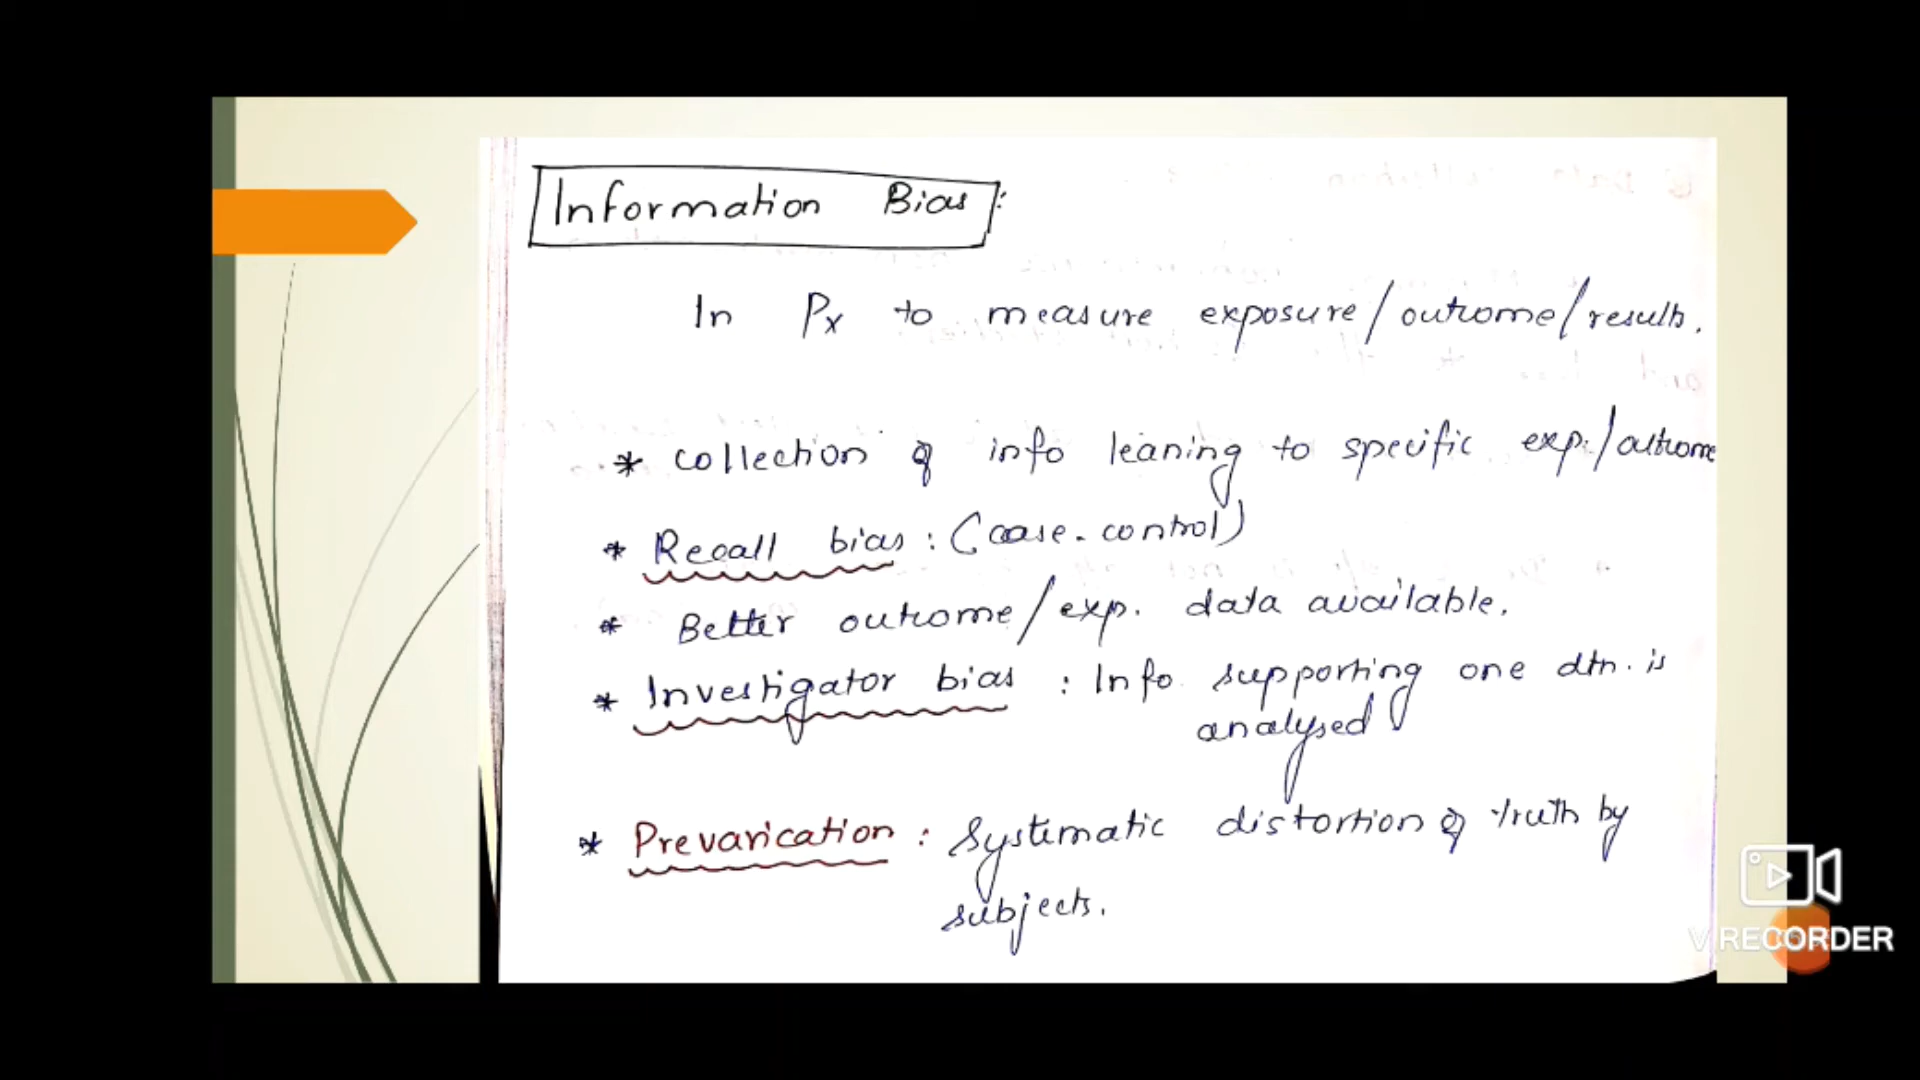 Information Bias:
In Px to measure exposure/outcome/results.
* collection of info leaning to specific exp./outcome
* Recall bias : (case-control)
* Better outcome/exp. data available.
* Investigator bias : Info supporting one dtn. is
analysed
* Prevarication : Systematic distortion of truth by
subjects.
V RECORDER